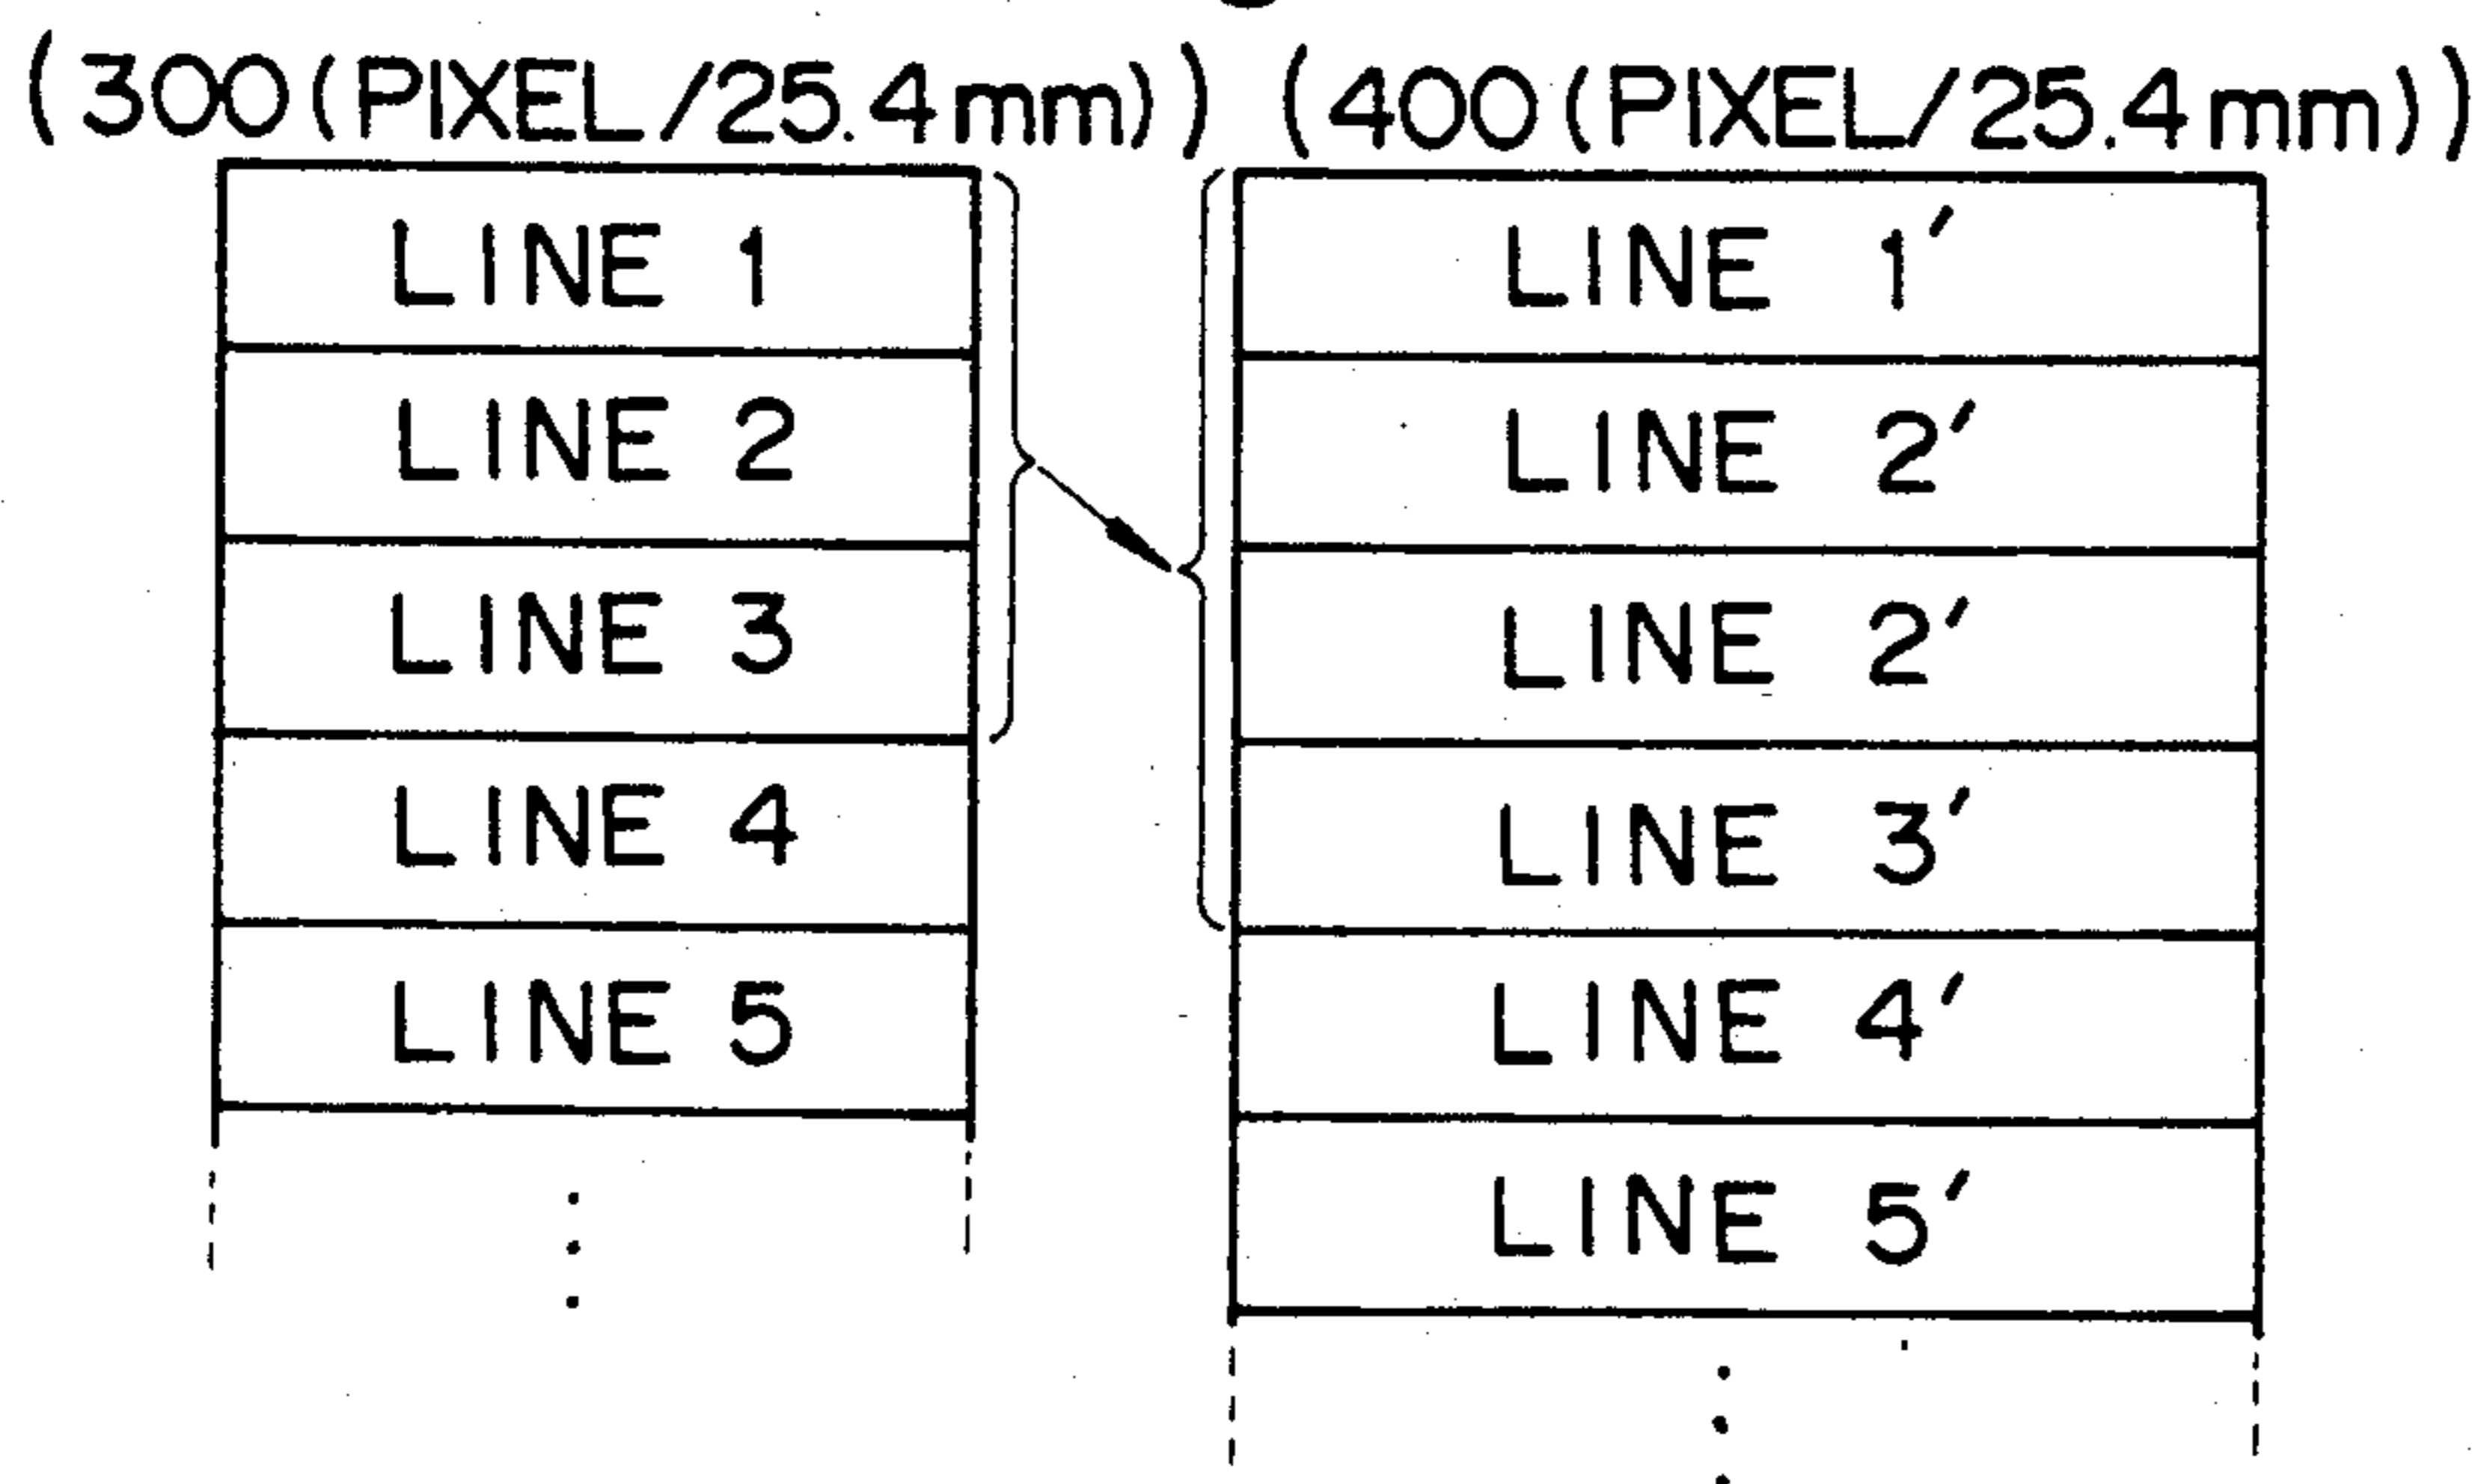 (300(PIXEL/25.4mm)) (400(PIXEL/25.4mm))
LINE 1
LINE 2
LINE 3
LINE 4
LINE 5
LINE 1′
LINE 2′
LINE 2′
LINE 3′
LINE 4′
LINE 5′